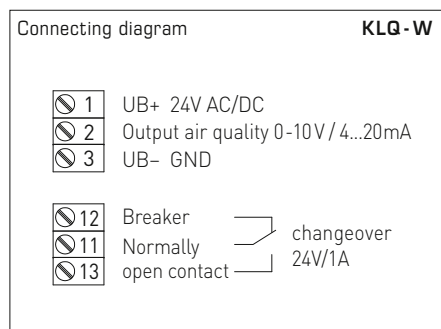 Connecting diagram KLQ-W
1 UB+ 24V AC/DC
2 Output air quality 0-10 V / 4...20mA
3 UB– GND
12 Breaker
11 Normally
13 open contact
changeover
24V/1A